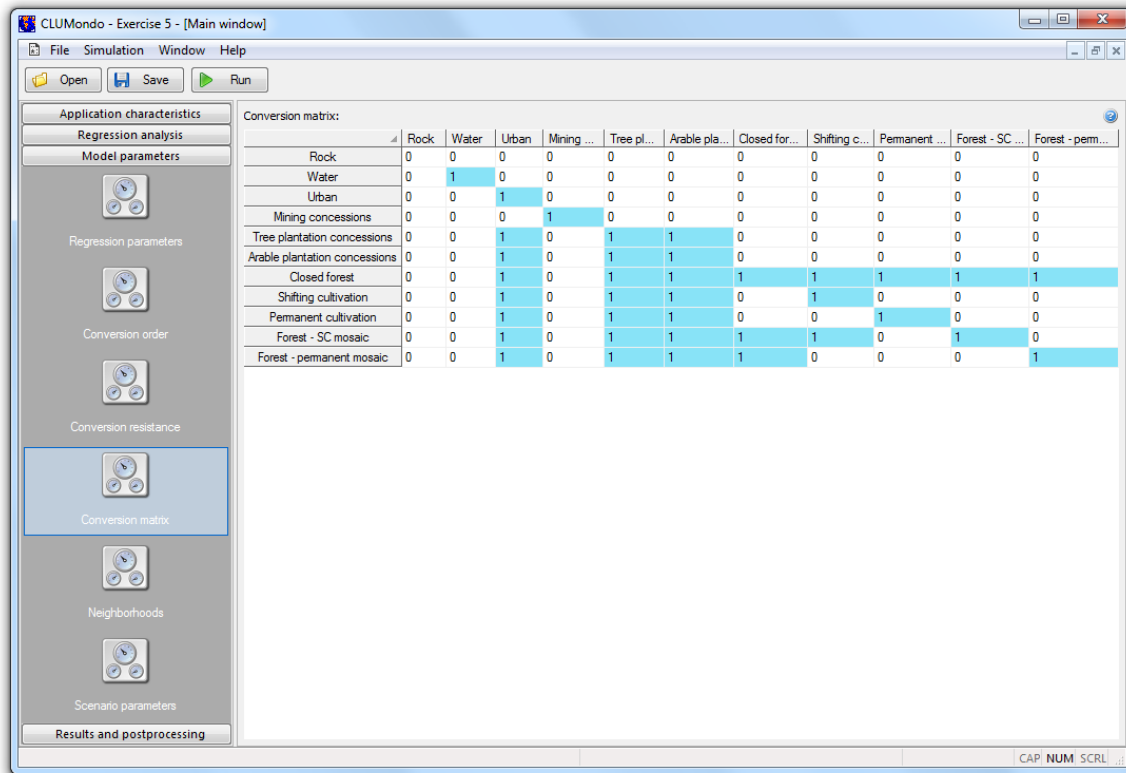 CLUMondo - Exercise 5 - [Main window]
File Simulation Window Help
Open Save Run
Application characteristics
Regression analysis
Model parameters
Regression parameters
Conversion order
Conversion resistance
Conversion matrix
Neighborhoods
Scenario parameters
Results and postprocessing
Conversion matrix:
Rock Water Urban Mining ... Tree pl... Arable pla... Closed for... Shifting c... Permanent ... Forest - SC ... Forest - perm...
Rock 0 0 0 0 0 0 0 0 0 0 0
Water 0 1 0 0 0 0 0 0 0 0 0
Urban 0 0 1 0 0 0 0 0 0 0 0
Mining concessions 0 0 0 1 0 0 0 0 0 0 0
Tree plantation concessions 0 0 1 0 1 1 0 0 0 0 0
Arable plantation concessions 0 0 1 0 1 1 0 0 0 0 0
Closed forest 0 0 1 0 1 1 1 1 1 1 1
Shifting cultivation 0 0 1 0 1 1 0 1 0 0 0
Permanent cultivation 0 0 1 0 1 1 0 0 1 0 0
Forest - SC mosaic 0 0 1 0 1 1 1 1 0 1 0
Forest - permanent mosaic 0 0 1 0 1 1 1 0 0 0 1
CAP NUM SCRL